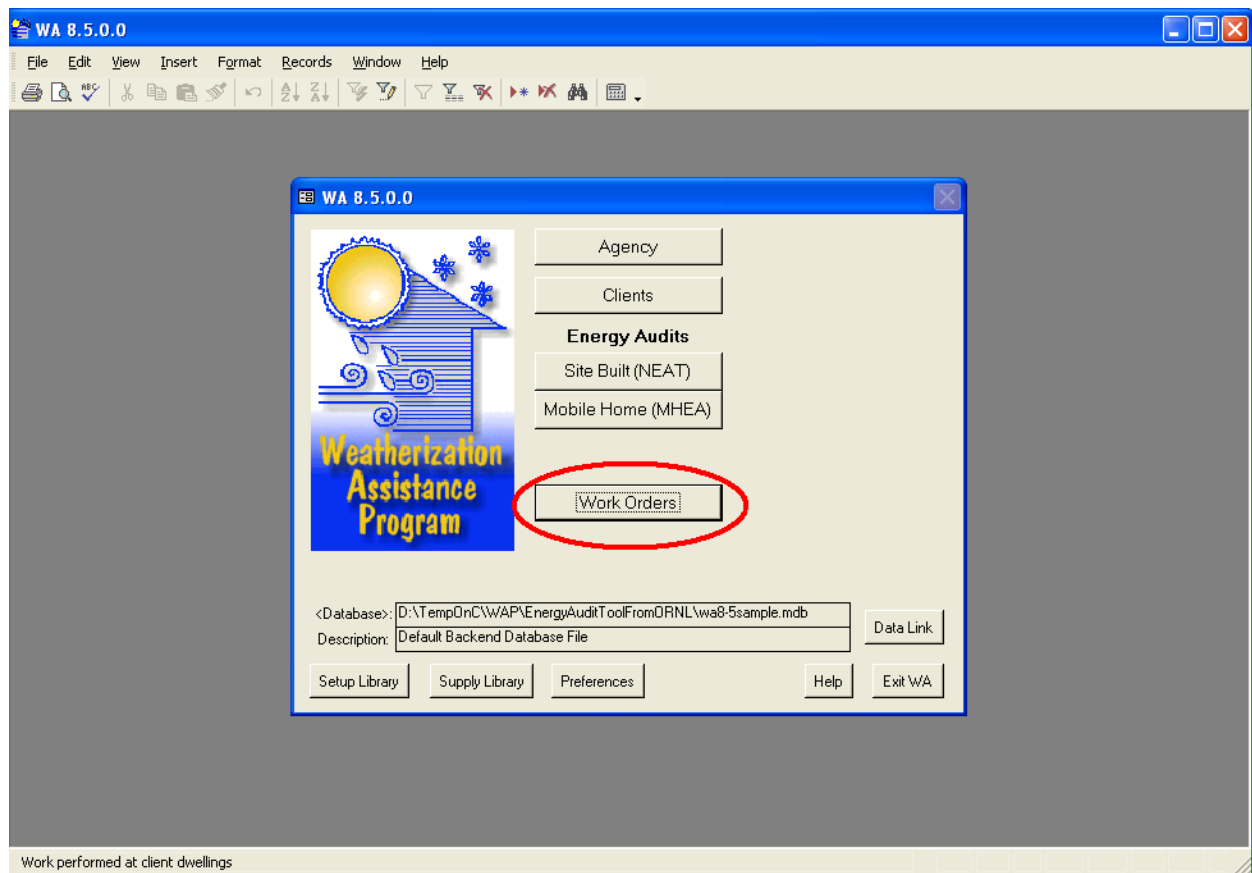 WA 8.5.0.0
File Edit View Insert Format Records Window Help
WA 8.5.0.0
Agency
Clients
Energy Audits
Site Built (NEAT)
Mobile Home (MHEA)
Weatherization
Assistance
Program
Work Orders
<Database>: D:\TempOnC\WAP\EnergyAuditToolFromORNL\wa8-5sample.mdb
Description: Default Backend Database File
Data Link
Setup Library Supply Library Preferences Help Exit WA
Work performed at client dwellings